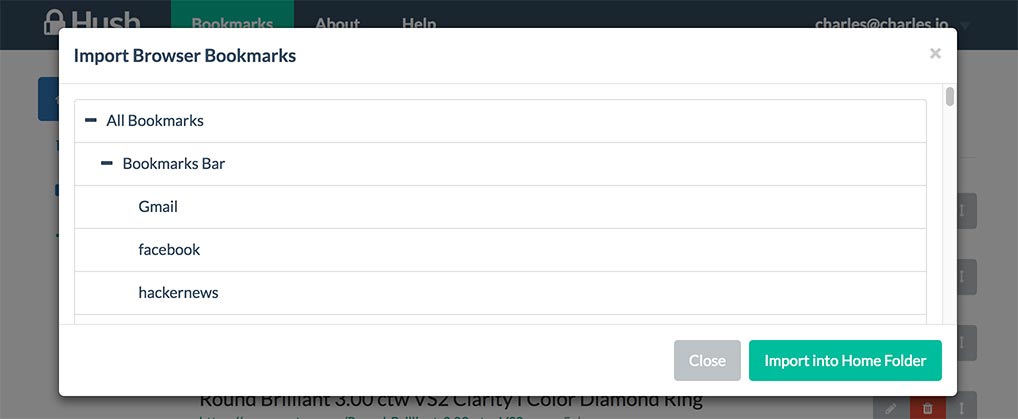 Hush Bookmarks About Help charles@charles.io
Import Browser Bookmarks ×
All Bookmarks
Bookmarks Bar
Gmail
facebook
hackernews
Close Import into Home Folder
Round Brilliant 3.00 ctw VS2 Clarity I Color Diamond Ring